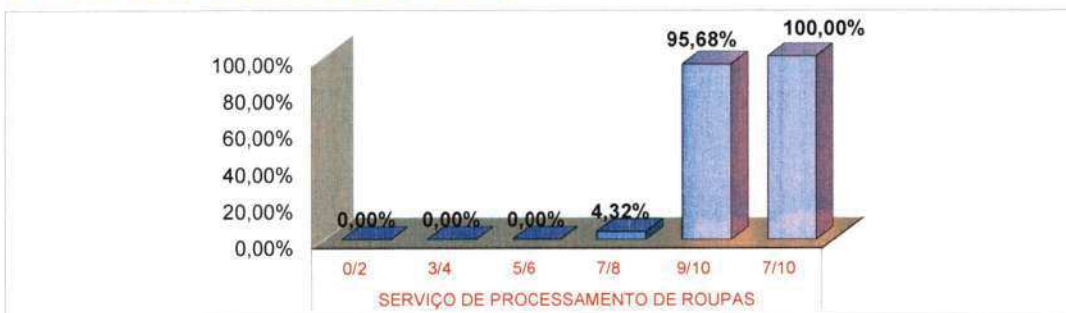 95,68% 100,00%
100,00%
80,00%
60,00%
40,00%
20,00%
0,00%
0,00% 0,00% 0,00% 4,32%
0/2 3/4 5/6 7/8 9/10 7/10
SERVIÇO DE PROCESSAMENTO DE ROUPAS